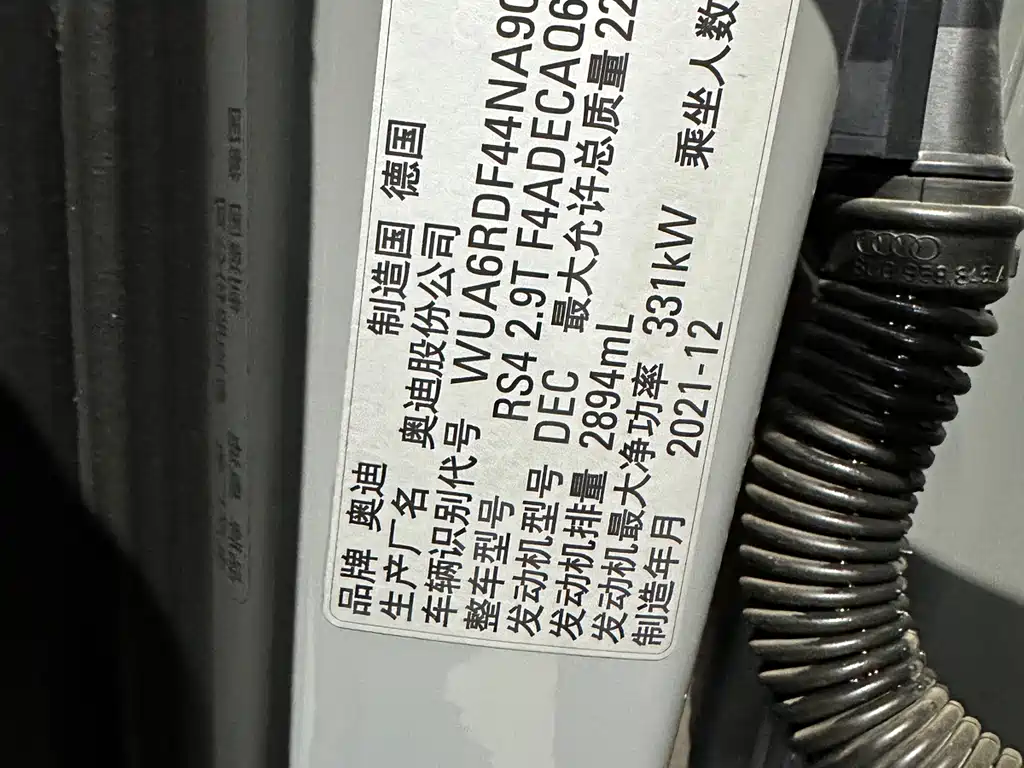 品牌 奥迪 制造国 德国
生产厂名 奥迪股份公司
车辆识别代号 WUA6RDF44NA90
整车型号 RS4 2.9T F4ADECAQ6
发动机型号 DEC 最大允许总质量 22
发动机排量 2894mL
发动机最大净功率 331kW 乘坐人数
制造年月 2021-12